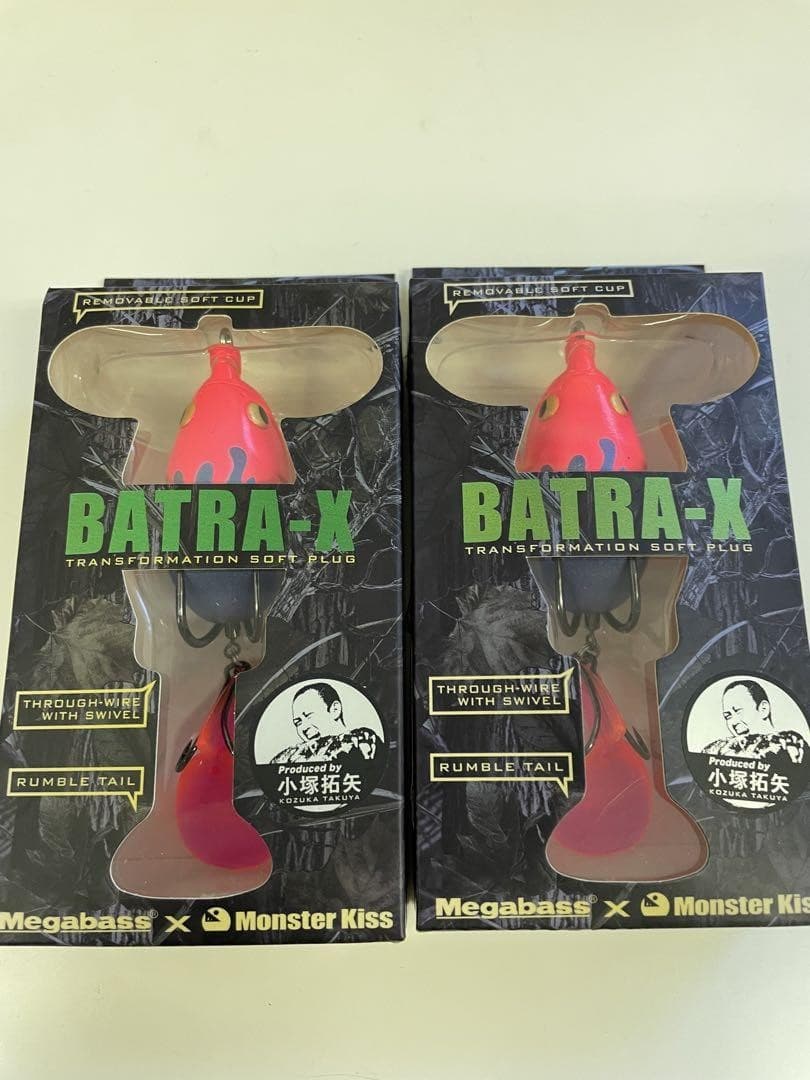 REMOVABLE SOFT CUP
BATRA-X
TRANSFORMATION SOFT PLUG
THROUGH-WIRE
WITH SWIVEL
RUMBLE TAIL
Produced by
小塚拓矢
KOZUKA TAKUYA
Megabass® X Monster Kiss
REMOVABLE SOFT CUP
BATRA-X
TRANSFORMATION SOFT PLUG
THROUGH-WIRE
WITH SWIVEL
RUMBLE TAIL
Produced by
小塚拓矢
KOZUKA TAKUYA
Megabass® X Monster Kis